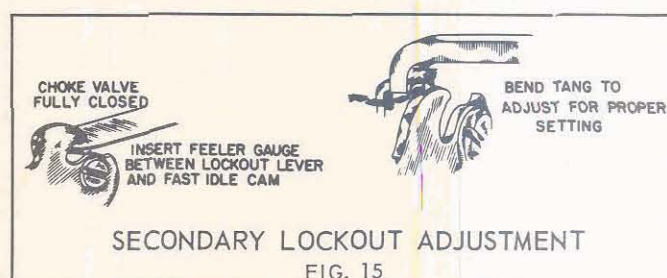 CHOKE VALVE
FULLY CLOSED
INSERT FEELER GAUGE
BETWEEN LOCKOUT LEVER
AND FAST IDLE CAM
BEND TANG TO
ADJUST FOR PROPER
SETTING
SECONDARY LOCKOUT ADJUSTMENT
FIG. 15